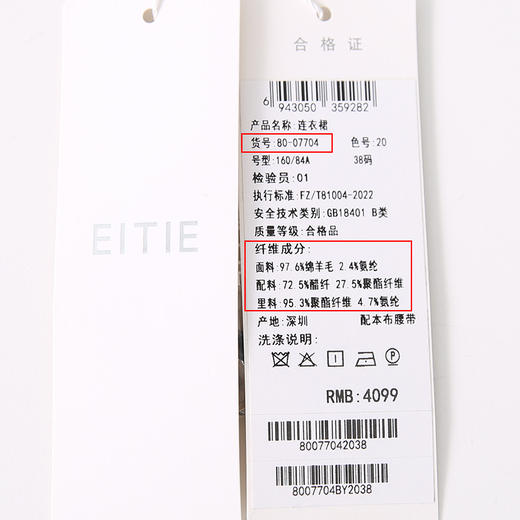 EITIE
合格证
6 943050 359282
产品名称:连衣裙
货号:80-07704 色号:20
号型:160/84A 38码
检验员:01
执行标准:FZ/T81004-2022
安全技术类别:GB18401 B类
质量等级:合格品
纤维成分:
面料:97.6%绵羊毛 2.4%氨纶
配料:72.5%醋纤 27.5%聚酯纤维
里料:95.3%聚酯纤维 4.7%氨纶
产地:深圳 配本布腰带
洗涤说明:
P
RMB:4099
80077042038
8007704BY2038